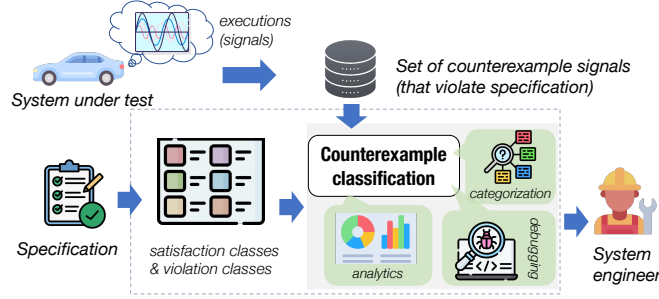 executions
(signals)
System under test
Set of counterexample signals
(that violate specification)
Counterexample
classification
categorization
analytics
debugging
</>
Specification
satisfaction classes
& violation classes
System
engineer